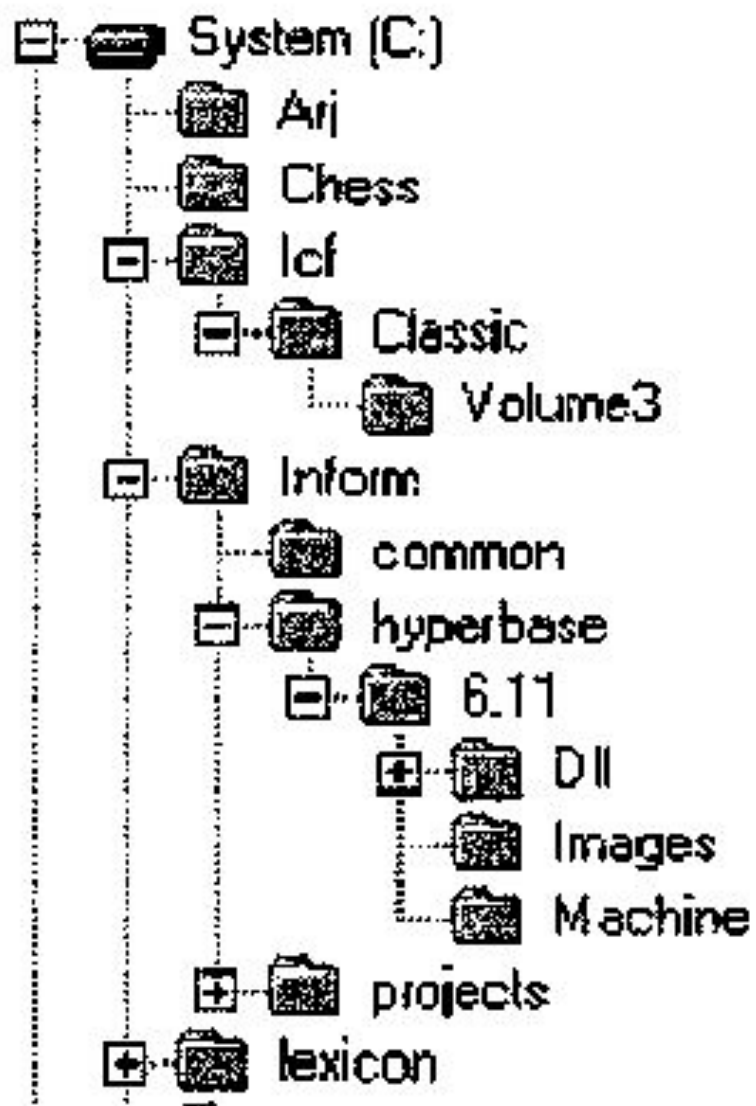 System (C:)
Arj
Chess
Icf
Classic
Volume3
Inform
common
hyperbase
6.11
Dll
Images
Machine
projects
lexicon